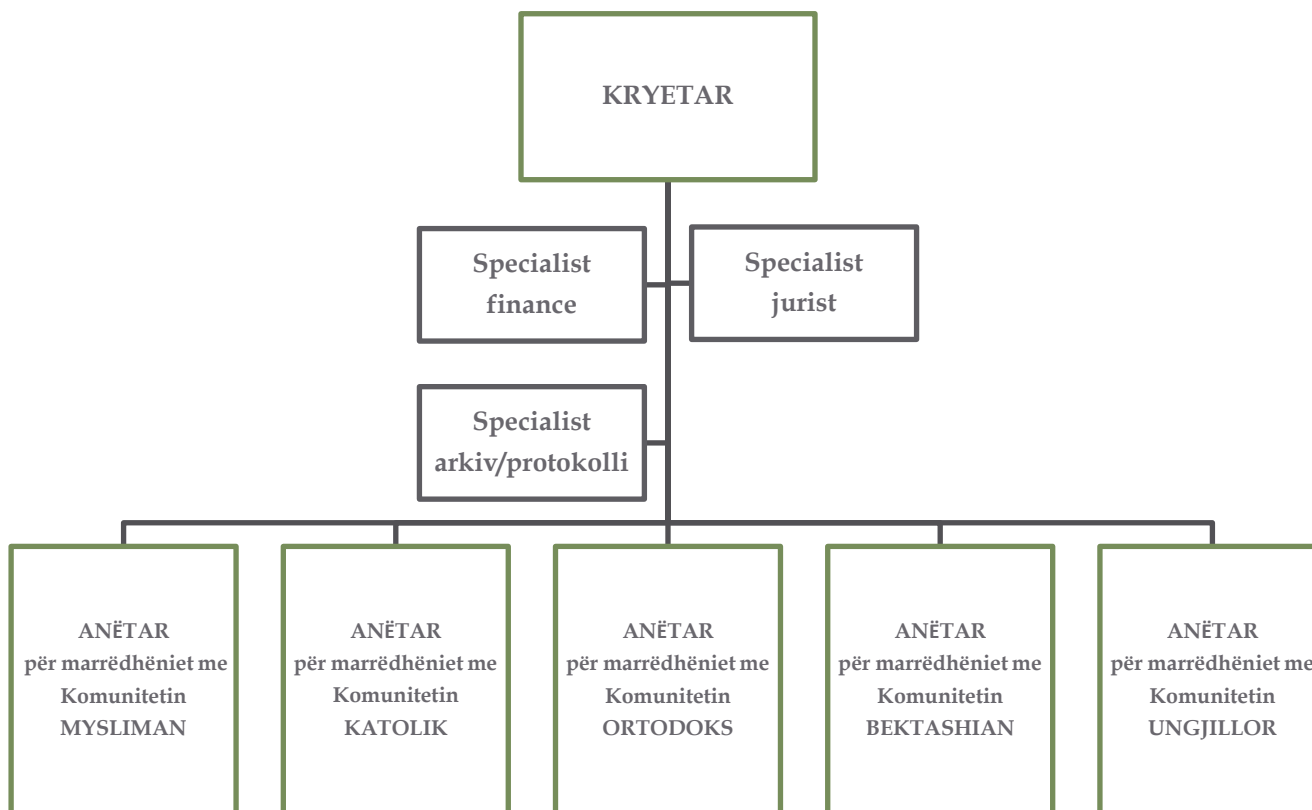 KRYETAR
Specialist
finance
Specialist
jurist
Specialist
arkiv/protokolli
ANËTAR
për marrëdhëniet me
Komunitetin
MYSLIMAN
ANËTAR
për marrëdhëniet me
Komunitetin
KATOLIK
ANËTAR
për marrëdhëniet me
Komunitetin
ORTODOKS
ANËTAR
për marrëdhëniet me
Komunitetin
BEKTASHIAN
ANËTAR
për marrëdhëniet me
Komunitetin
UNGJILLOR